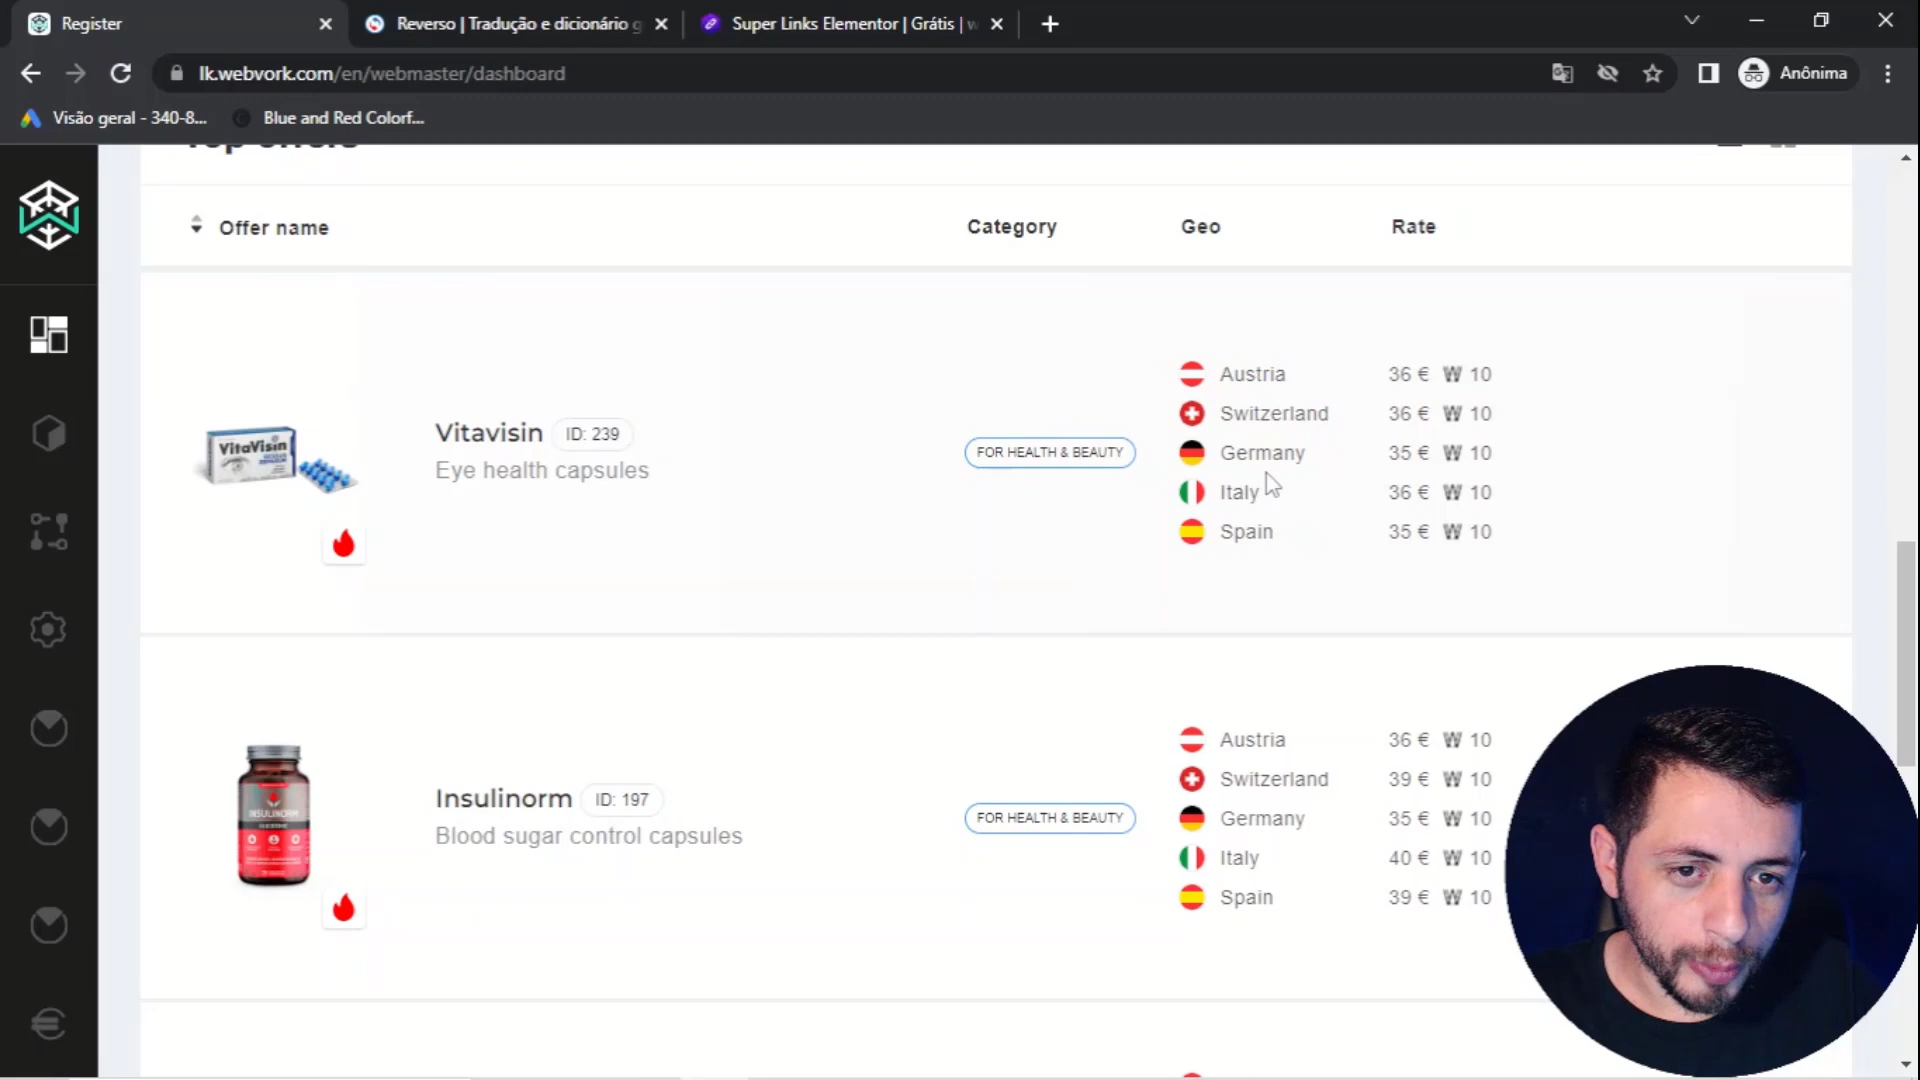 Register
Reverso | Tradução e dicionário g
Super Links Elementor | Grátis | w
lk.webvork.com/en/webmaster/dashboard
Anônima
Visão geral - 340-8...
Blue and Red Colorf...
Top offers
Offer name
Category
Geo
Rate
VitaVisin
Vitavisin
ID: 239
Eye health capsules
FOR HEALTH & BEAUTY
Austria 36 € ₩ 10
Switzerland 36 € ₩ 10
Germany 35 € ₩ 10
Italy 36 € ₩ 10
Spain 35 € ₩ 10
INSULINORM
Insulinorm
ID: 197
Blood sugar control capsules
FOR HEALTH & BEAUTY
Austria 36 € ₩ 10
Switzerland 39 € ₩ 10
Germany 35 € ₩ 10
Italy 40 € ₩ 10
Spain 39 € ₩ 10